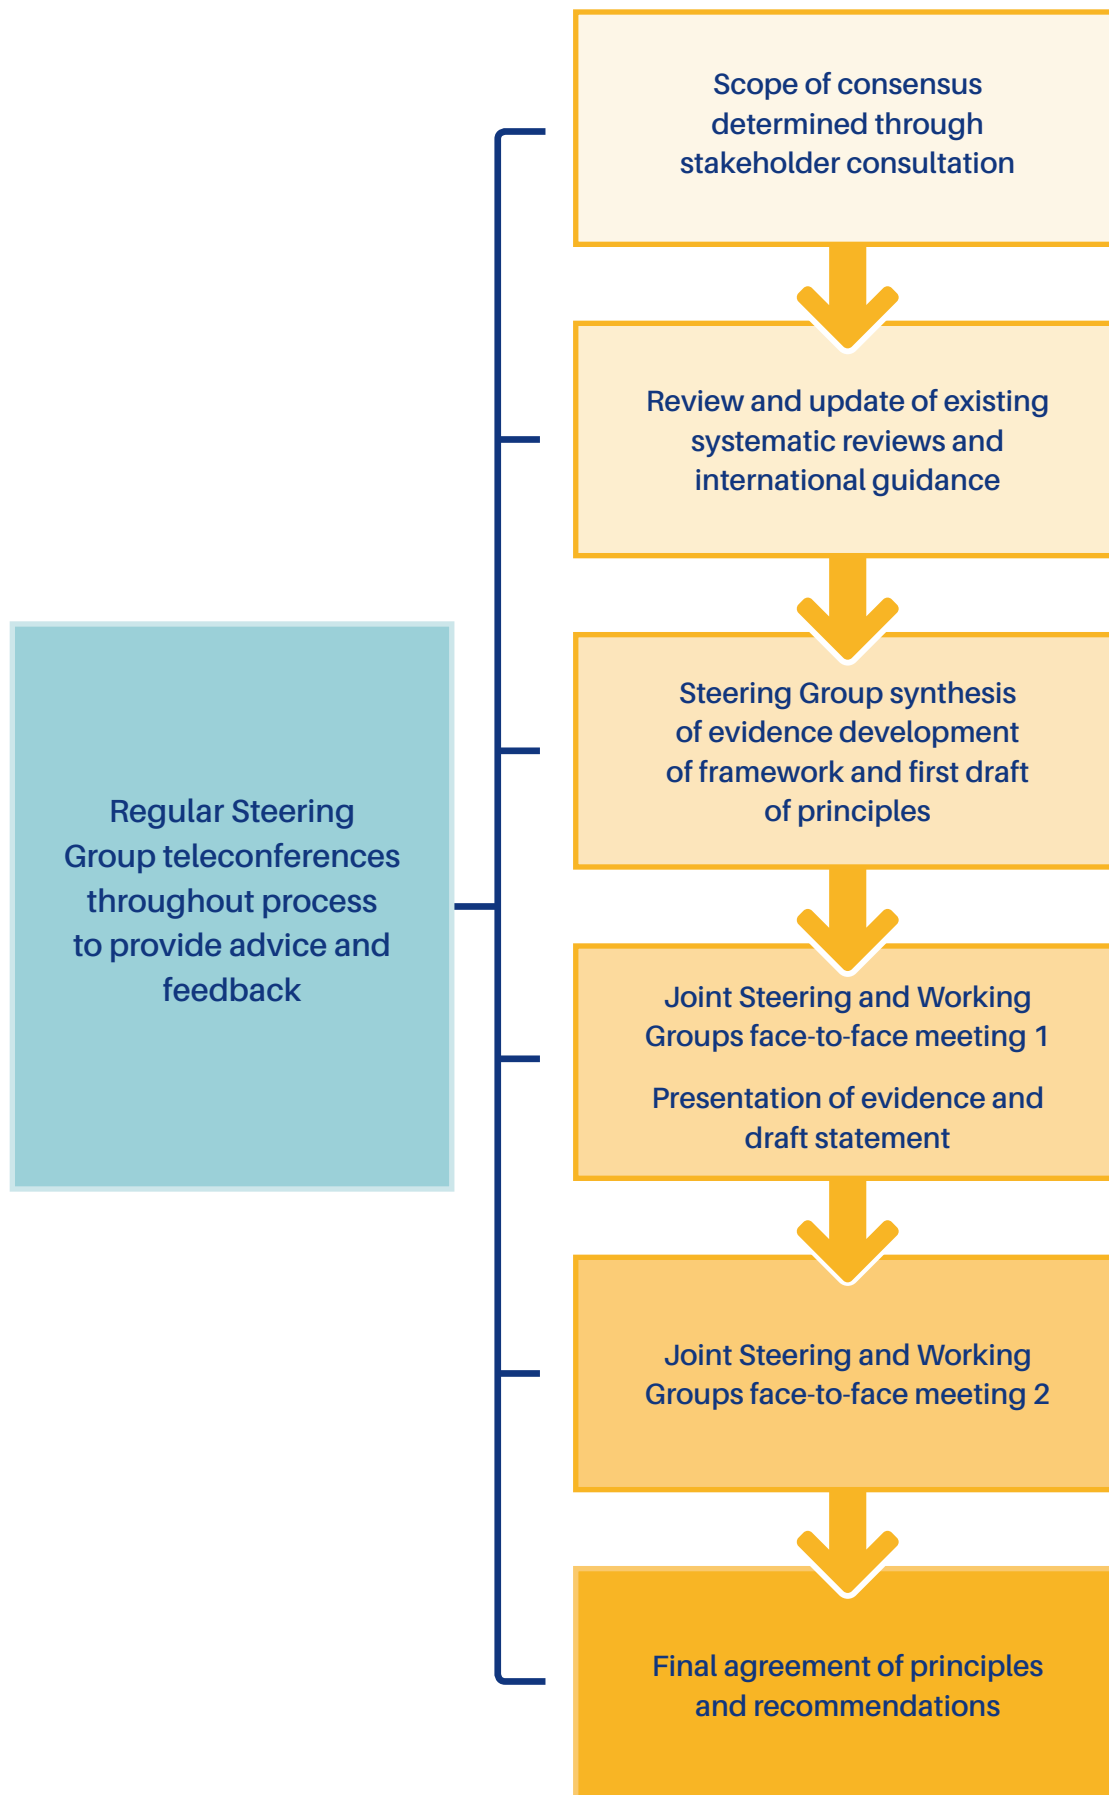 Scope of consensus
determined through
stakeholder consultation
Review and update of existing
systematic reviews and
international guidance
Steering Group synthesis
of evidence development
of framework and first draft
of principles
Regular Steering
Group teleconferences
throughout process
to provide advice and
feedback
Joint Steering and Working
Groups face-to-face meeting 1
Presentation of evidence and
draft statement
Joint Steering and Working
Groups face-to-face meeting 2
Final agreement of principles
and recommendations